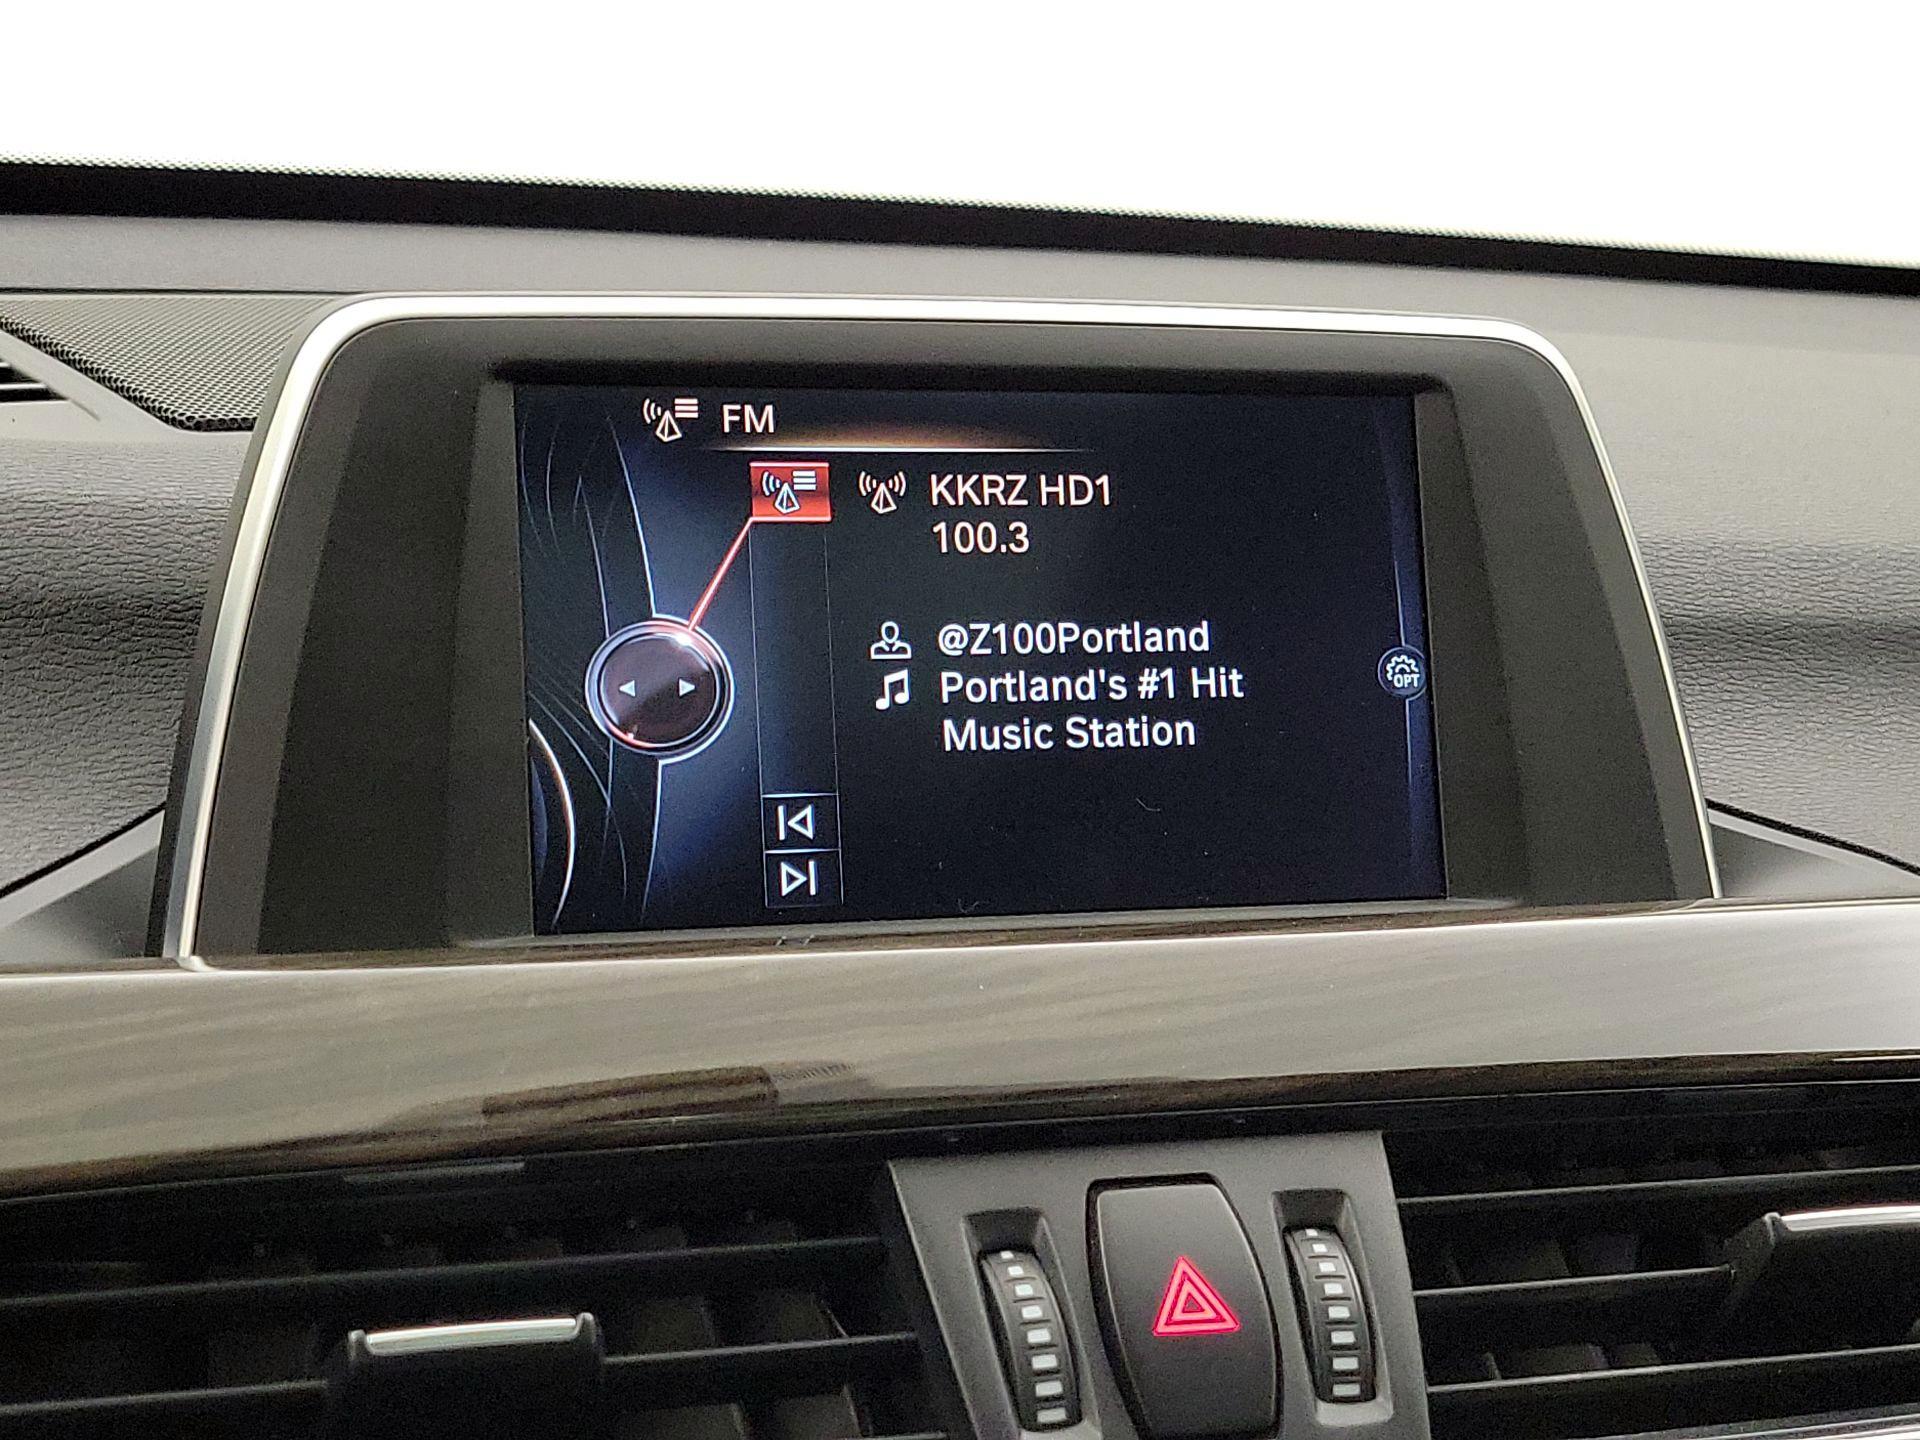 FM
KKRZ HD1
100.3
@Z100Portland
Portland's #1 Hit
Music Station
OPT